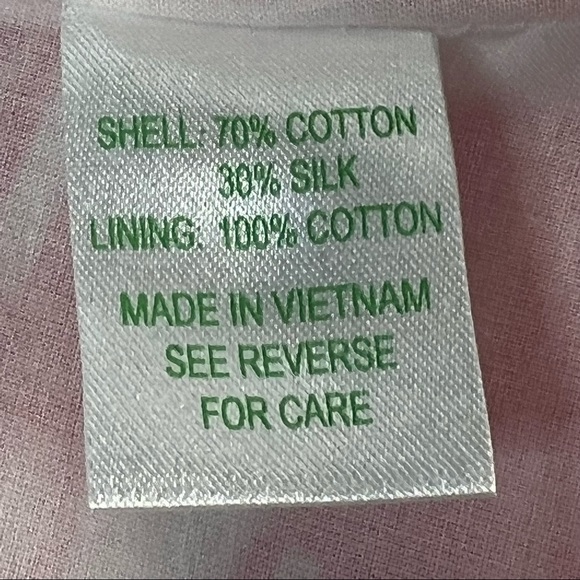 SHELL: 70% COTTON
30% SILK
LINING: 100% COTTON
MADE IN VIETNAM
SEE REVERSE
FOR CARE